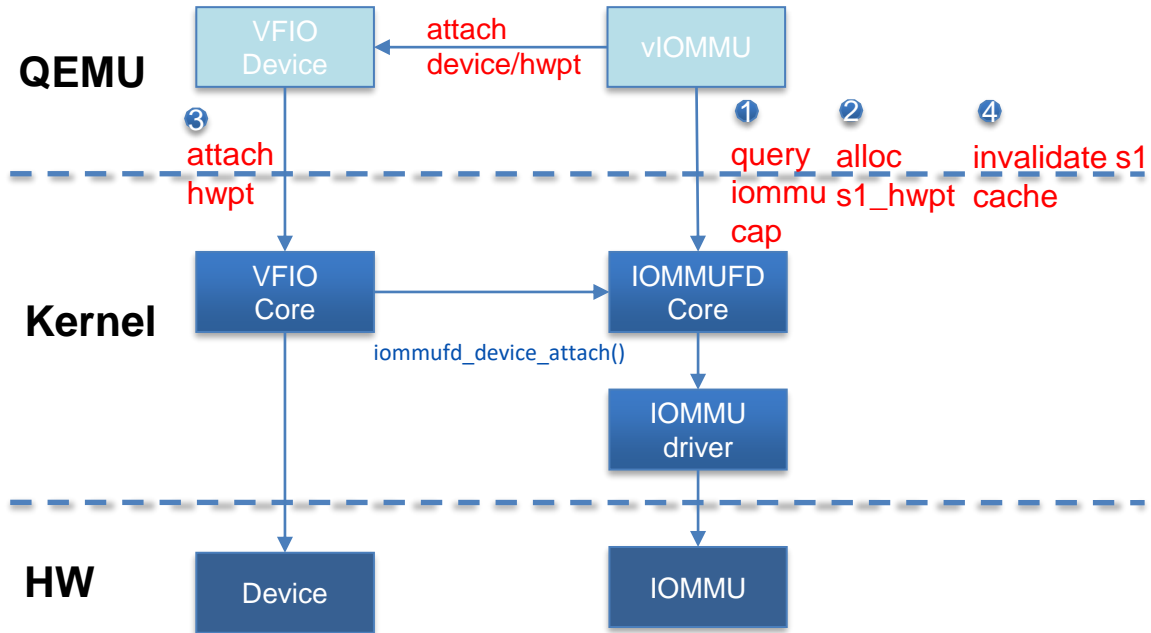 VFIO
Device
attach
device/hwpt
vIOMMU
QEMU
3
attach
hwpt
1
query
iommu
cap
2
alloc
s1_hwpt
4
invalidate s1
cache
Kernel
VFIO
Core
iommufd_device_attach()
IOMMUFD
Core
IOMMU
driver
HW
Device
IOMMU